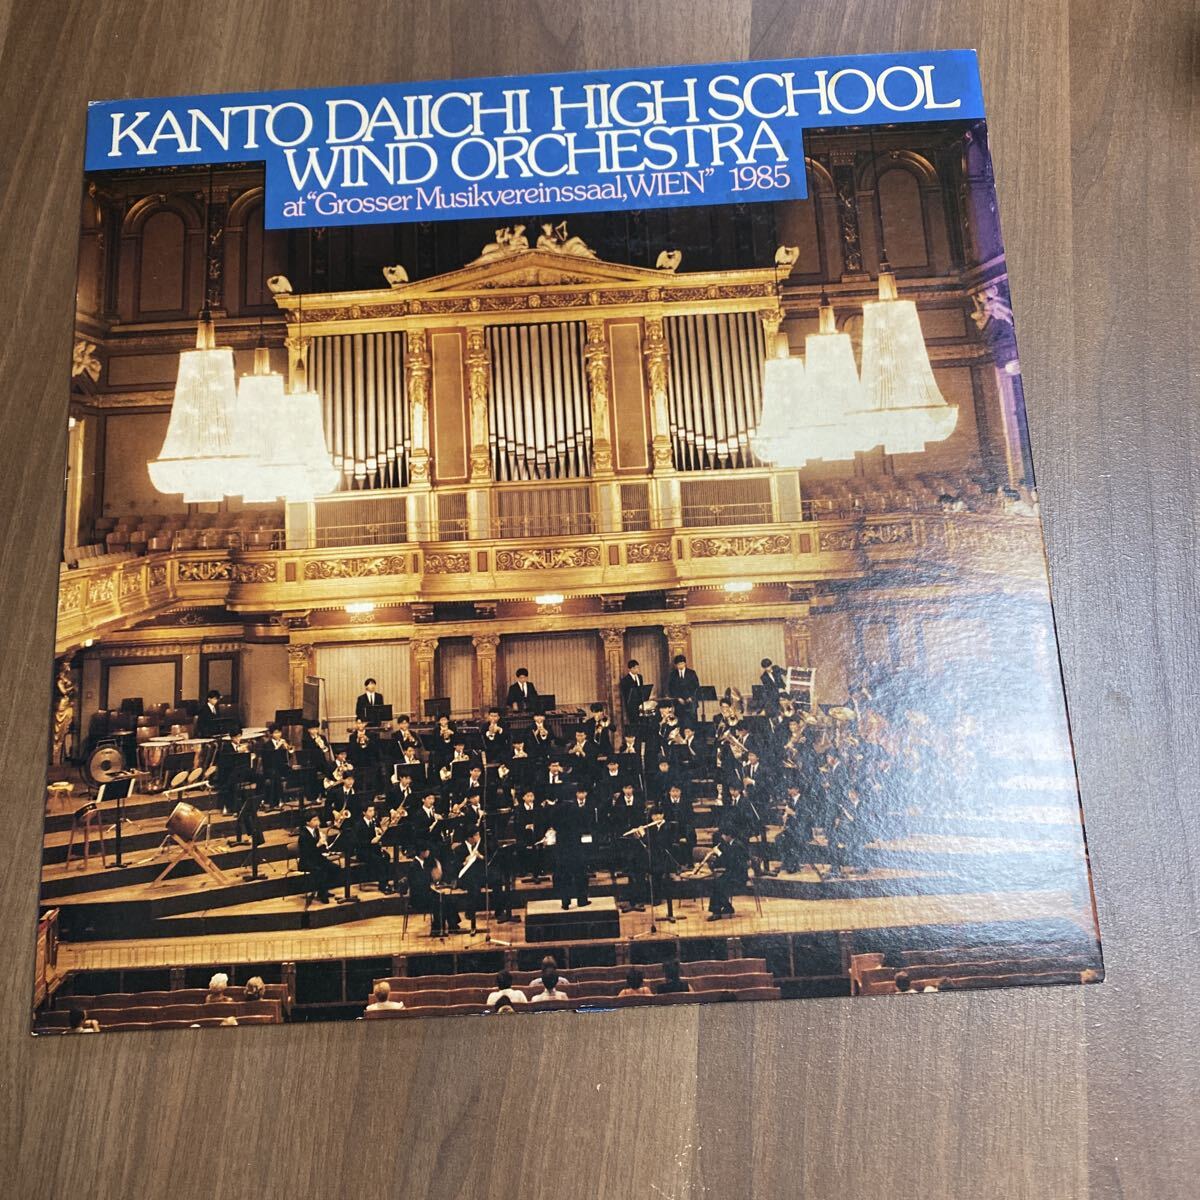 KANTO DAIICHI HIGH SCHOOL
WIND ORCHESTRA
at “Grosser Musikvereinssaal, WIEN” 1985